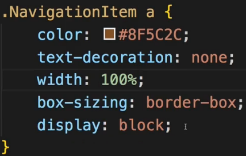 .NavigationItem a {
color: #8F5C2C;
text-decoration: none;
width: 100%;
box-sizing: border-box;
display: block;
}